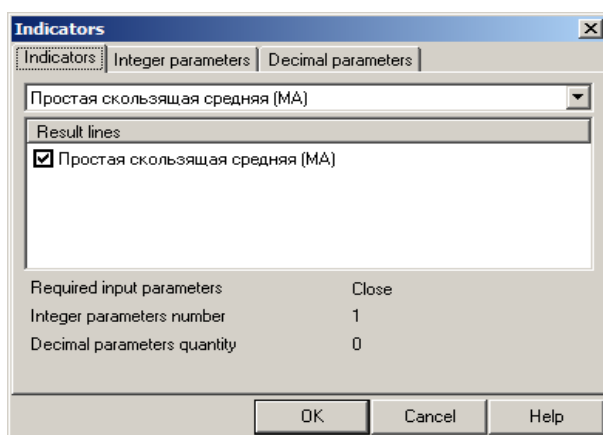 Indicators
Indicators Integer parameters Decimal parameters
Простая скользящая средняя (MA)
Result lines
Простая скользящая средняя (MA)
Required input parameters Close
Integer parameters number 1
Decimal parameters quantity 0
OK Cancel Help